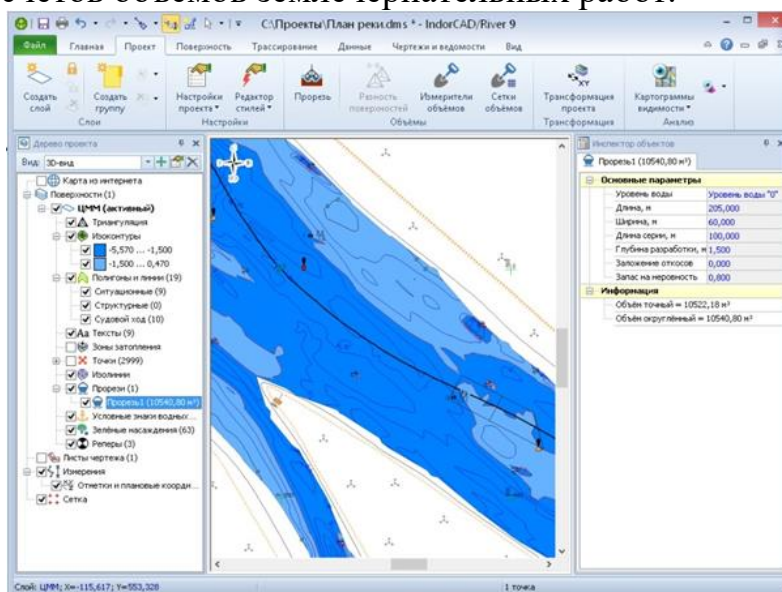 счетов объемов землечерпательных работ.
C:\Проекты\План реки.dms * - IndorCAD/River 9
Файл Главная Проект Поверхность Трассирование Данные Чертежи и ведомости Вид
Создать слой
Создать группу
Слои
Настройки проекта
Редактор стилей
Настройки
Прорезь
Разность поверхностей
Измерители объёмов
Сетки объёмов
Объёмы
Трансформация проекта
Трансформация
Картограммы видимости
Анализ
Дерево проекта
Вид: 3D-вид
Карта из интернета
Поверхности (1)
ЦММ (активный)
Триангуляция
Изоконтуры
-5,570 ... -1,500
-1,500 ... 0,470
Полигоны и линии (19)
Ситуационные (9)
Структурные (0)
Судовой ход (10)
Тексты (9)
Зоны затопления
Точки (2999)
Изолинии
Прорези (1)
Прорезь1 (10540,80 м³)
Условные знаки водных...
Зелёные насаждения (63)
Реперы (3)
Листы чертежа (1)
Измерения
Отметки и плановые коорди...
Сетка
Инспектор объектов
Прорезь1 (10540,80 м³)
Основные параметры
Уровень воды Уровень воды "0"
Длина, м 205,000
Ширина, м 60,000
Длина серии, м 100,000
Глубина разработки, м 1,500
Заложение откосов 0,000
Запас на неровность 0,800
Информация
Объём точный = 10522,18 м³
Объём округлённый = 10540,80 м³
Слой: ЦММ; X=-115,617; Y=553,328
1 точка